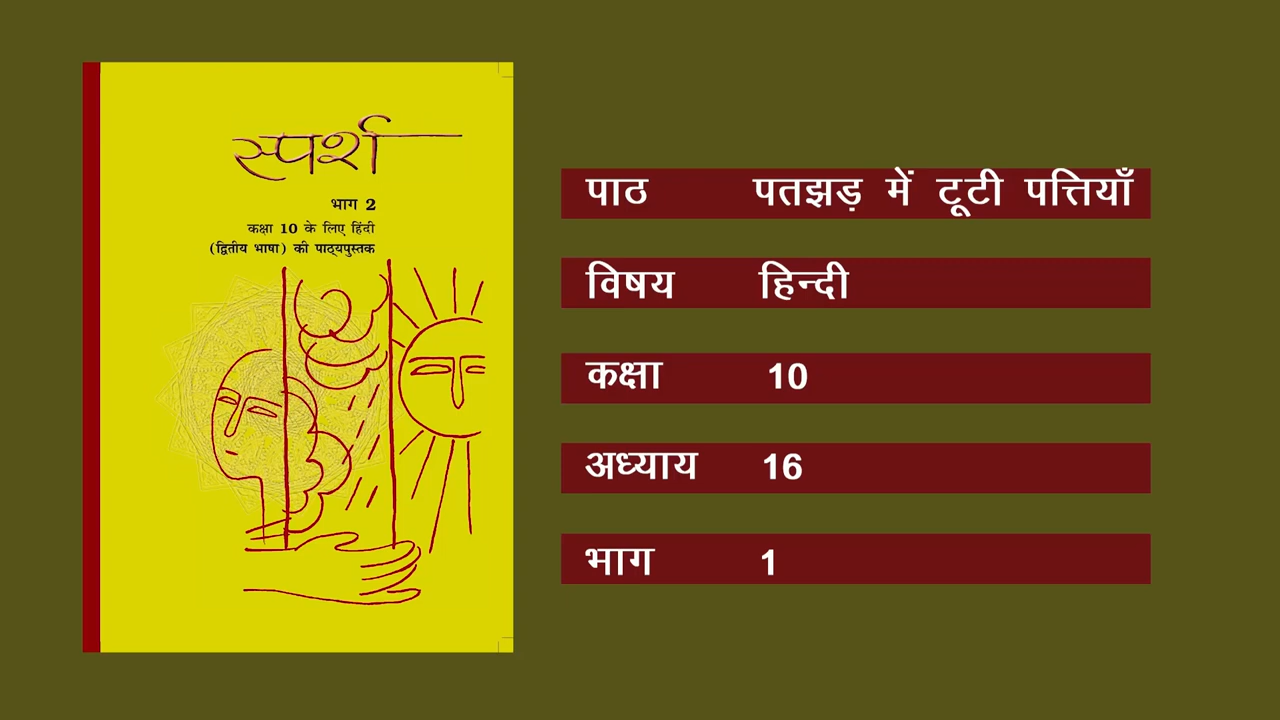 स्पर्श
भाग 2
कक्षा 10 के लिए हिंदी
(द्वितीय भाषा) की पाठ्यपुस्तक
पाठ पतझड़ में टूटी पत्तियाँ
विषय हिन्दी
कक्षा 10
अध्याय 16
भाग 1